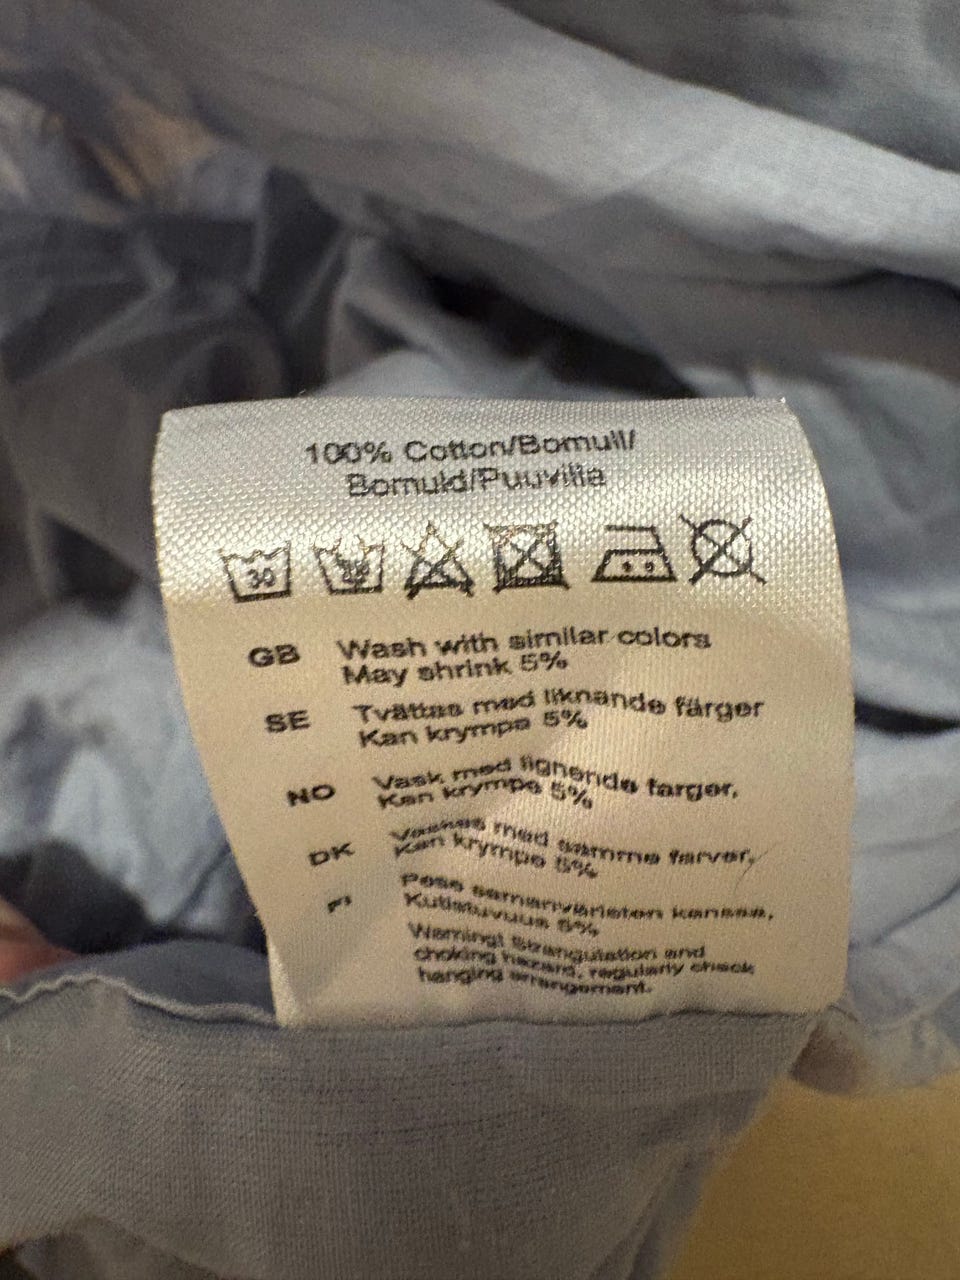 100% Cotton/Bomull/
Bomuld/Puuvilla
30
GB Wash with similar colors
May shrink 5%
SE Tvättas med liknande färger
Kan krympa 5%
NO Vask med lignende farger,
Kan krympe 5%
DK Vaskes med samme farver,
Kan krympe 5%
FI Pese samanväristen kanssa,
Kutistuvuus 5%
Warning! Strangulation and
choking hazard, regularly check
hanging arrangement.